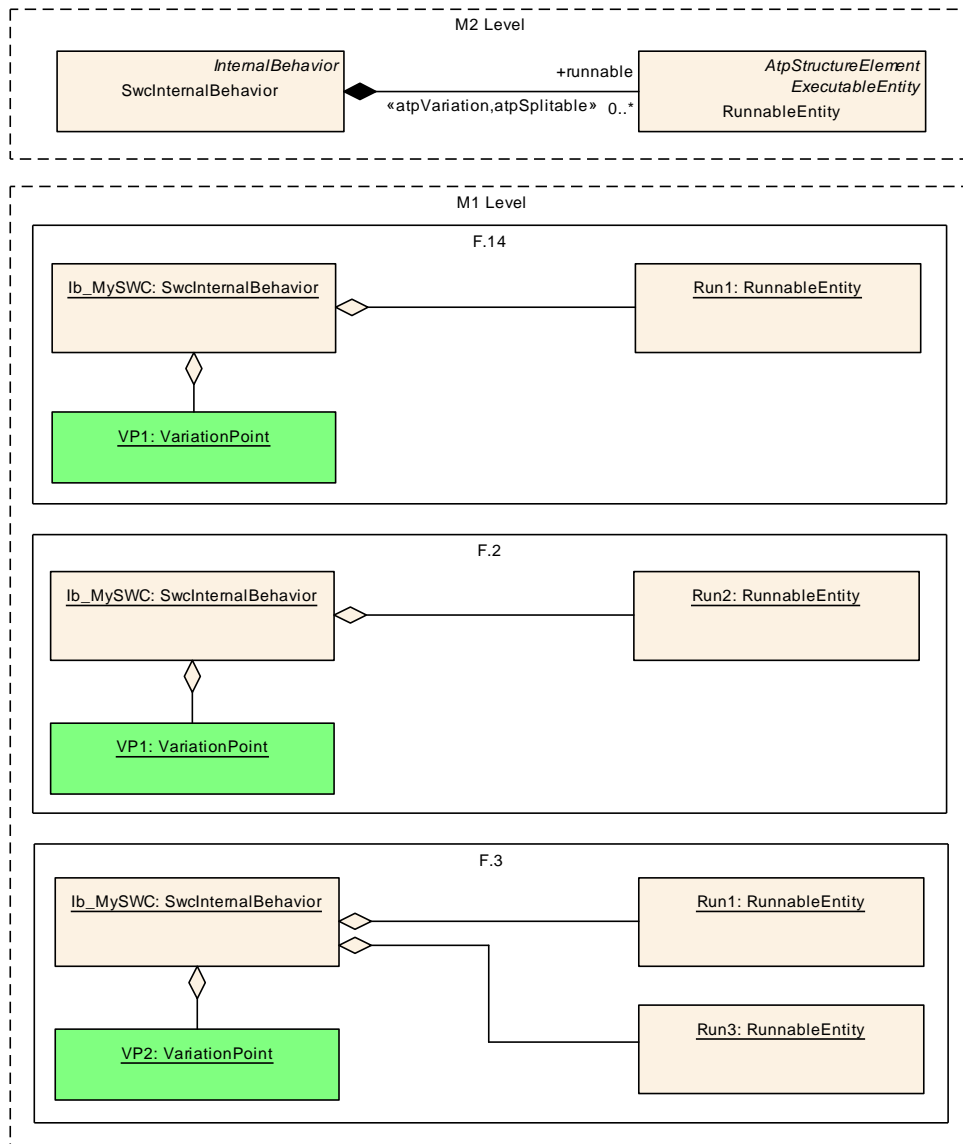 M2 Level
InternalBehavior
SwcInternalBehavior
+runnable
«atpVariation,atpSplitable» 0..*
AtpStructureElement
ExecutableEntity
RunnableEntity
M1 Level
F.14
Ib_MySWC: SwcInternalBehavior
Run1: RunnableEntity
VP1: VariationPoint
F.2
Ib_MySWC: SwcInternalBehavior
Run2: RunnableEntity
VP1: VariationPoint
F.3
Ib_MySWC: SwcInternalBehavior
Run1: RunnableEntity
Run3: RunnableEntity
VP2: VariationPoint